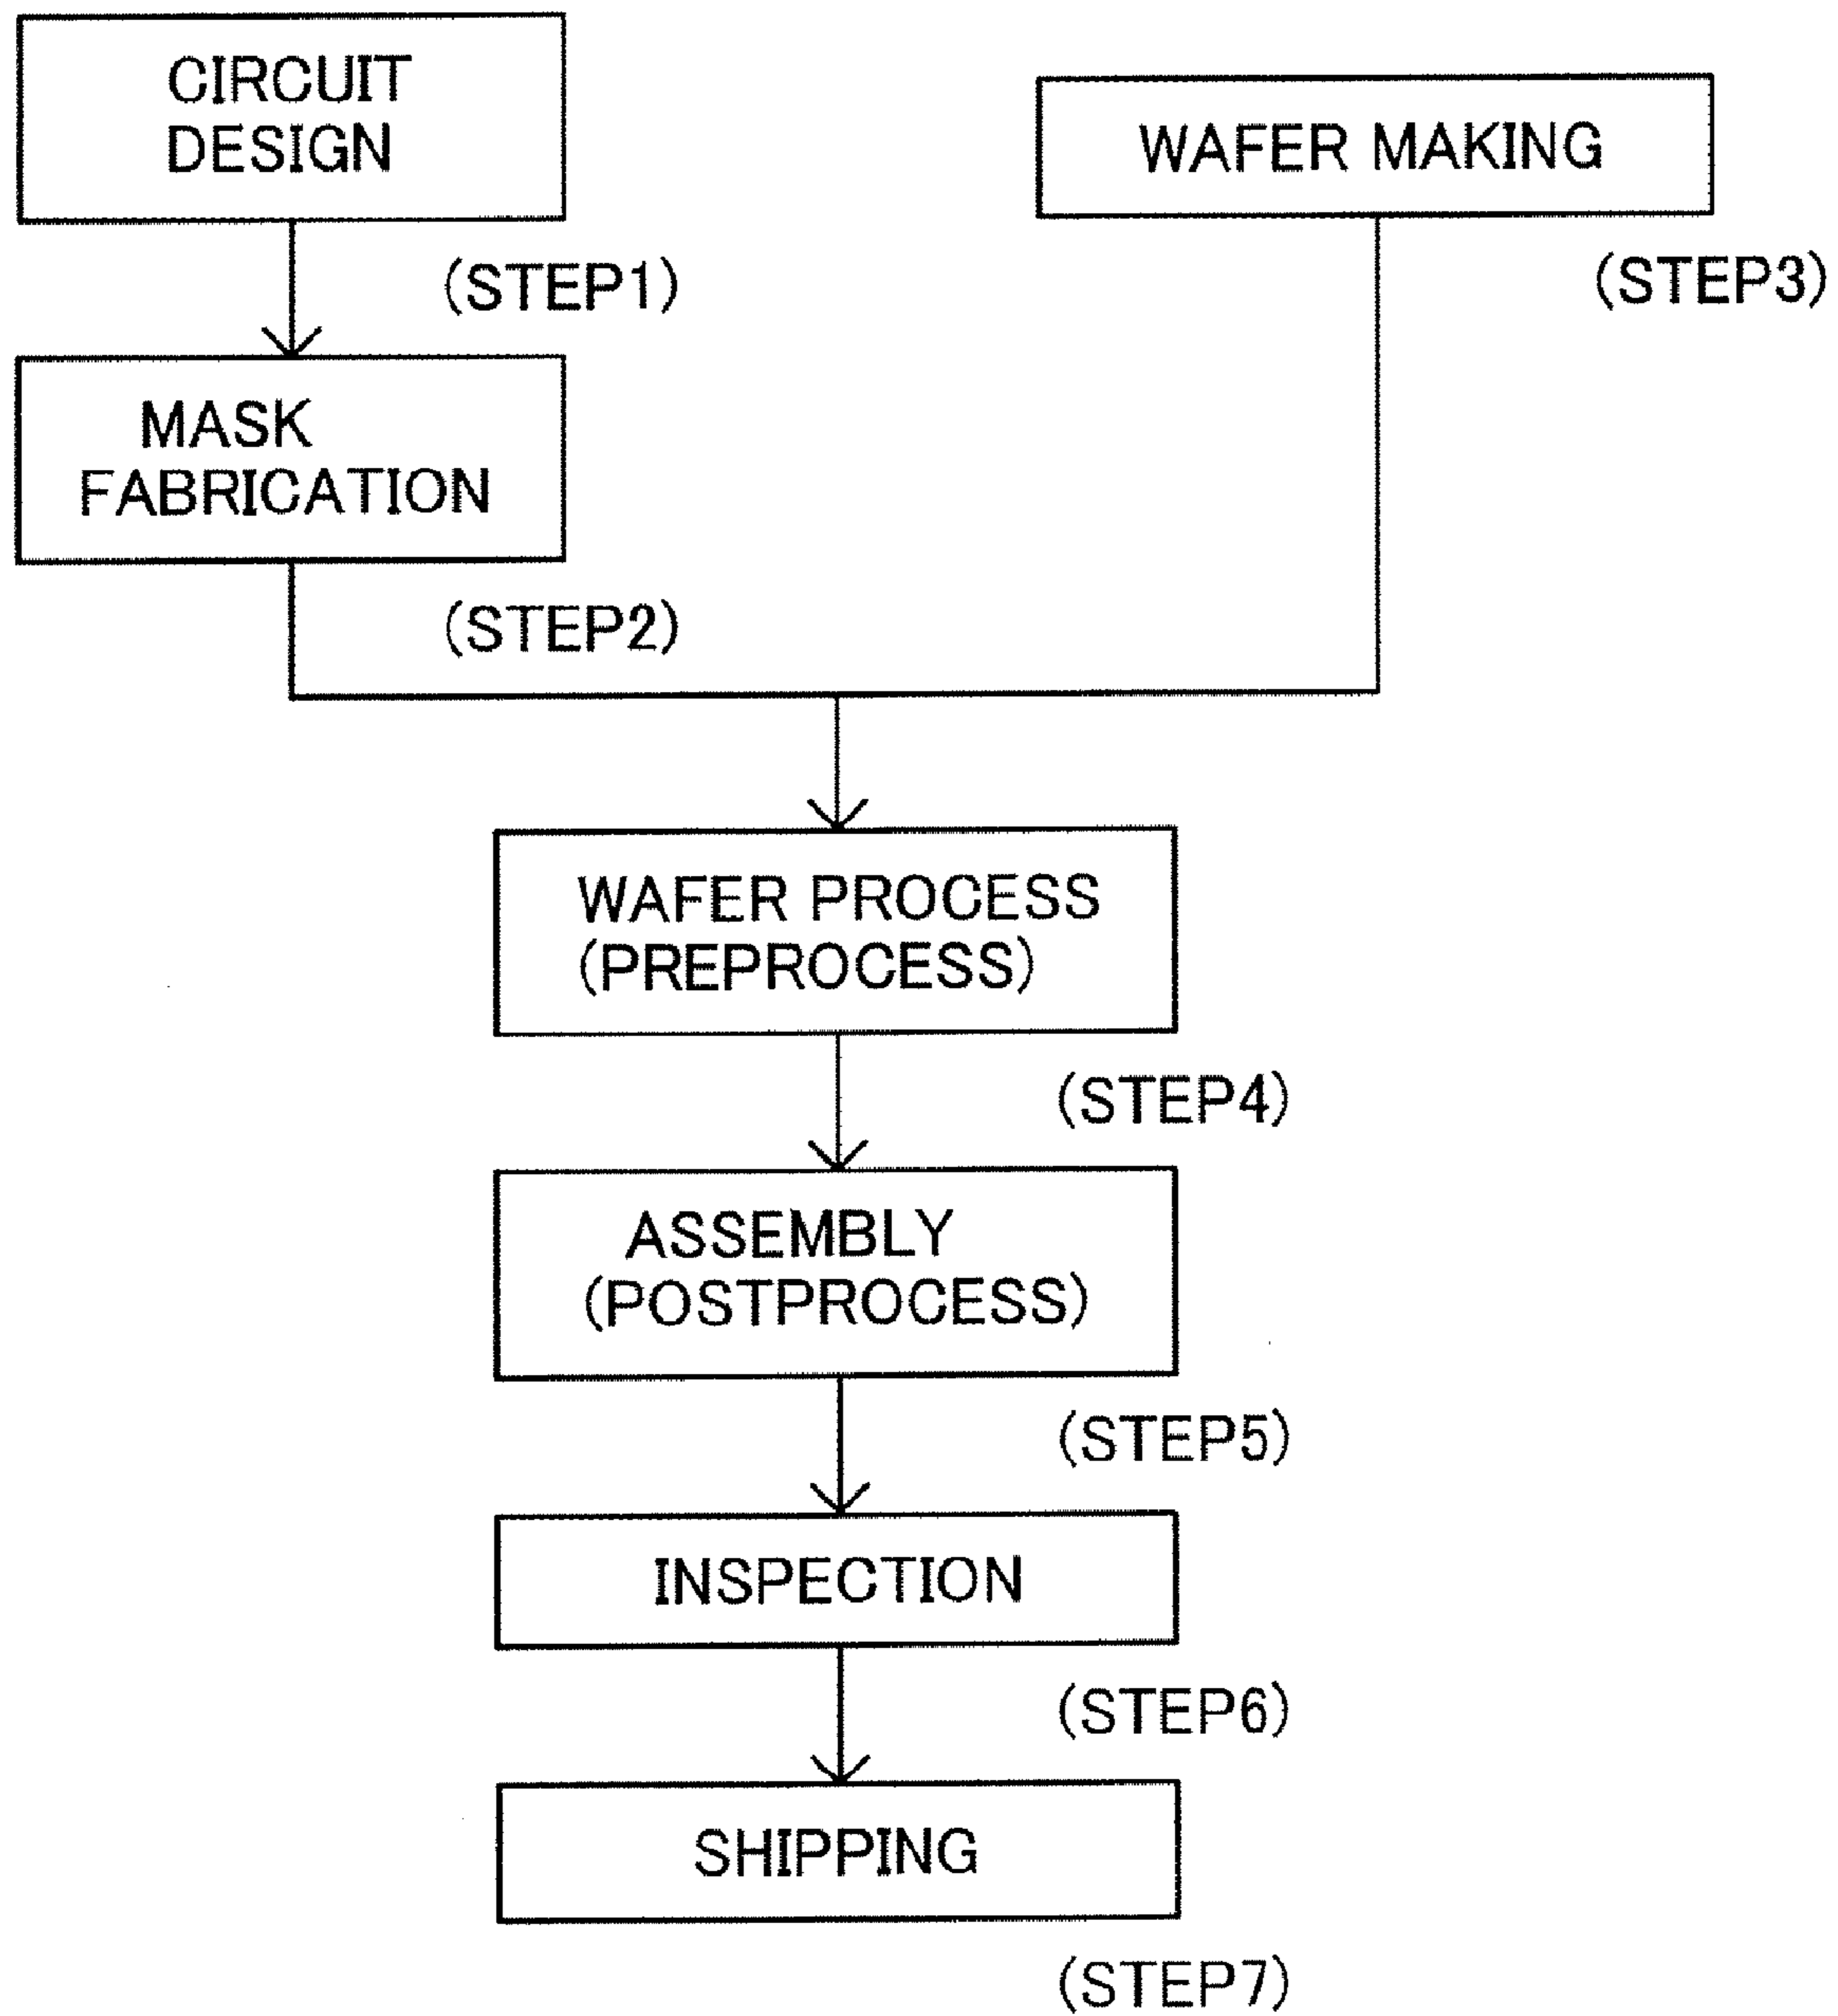 CIRCUIT
DESIGN
(STEP1)
MASK
FABRICATION
(STEP2)
WAFER MAKING
(STEP3)
WAFER PROCESS
(PREPROCESS)
(STEP4)
ASSEMBLY
(POSTPROCESS)
(STEP5)
INSPECTION
(STEP6)
SHIPPING
(STEP7)